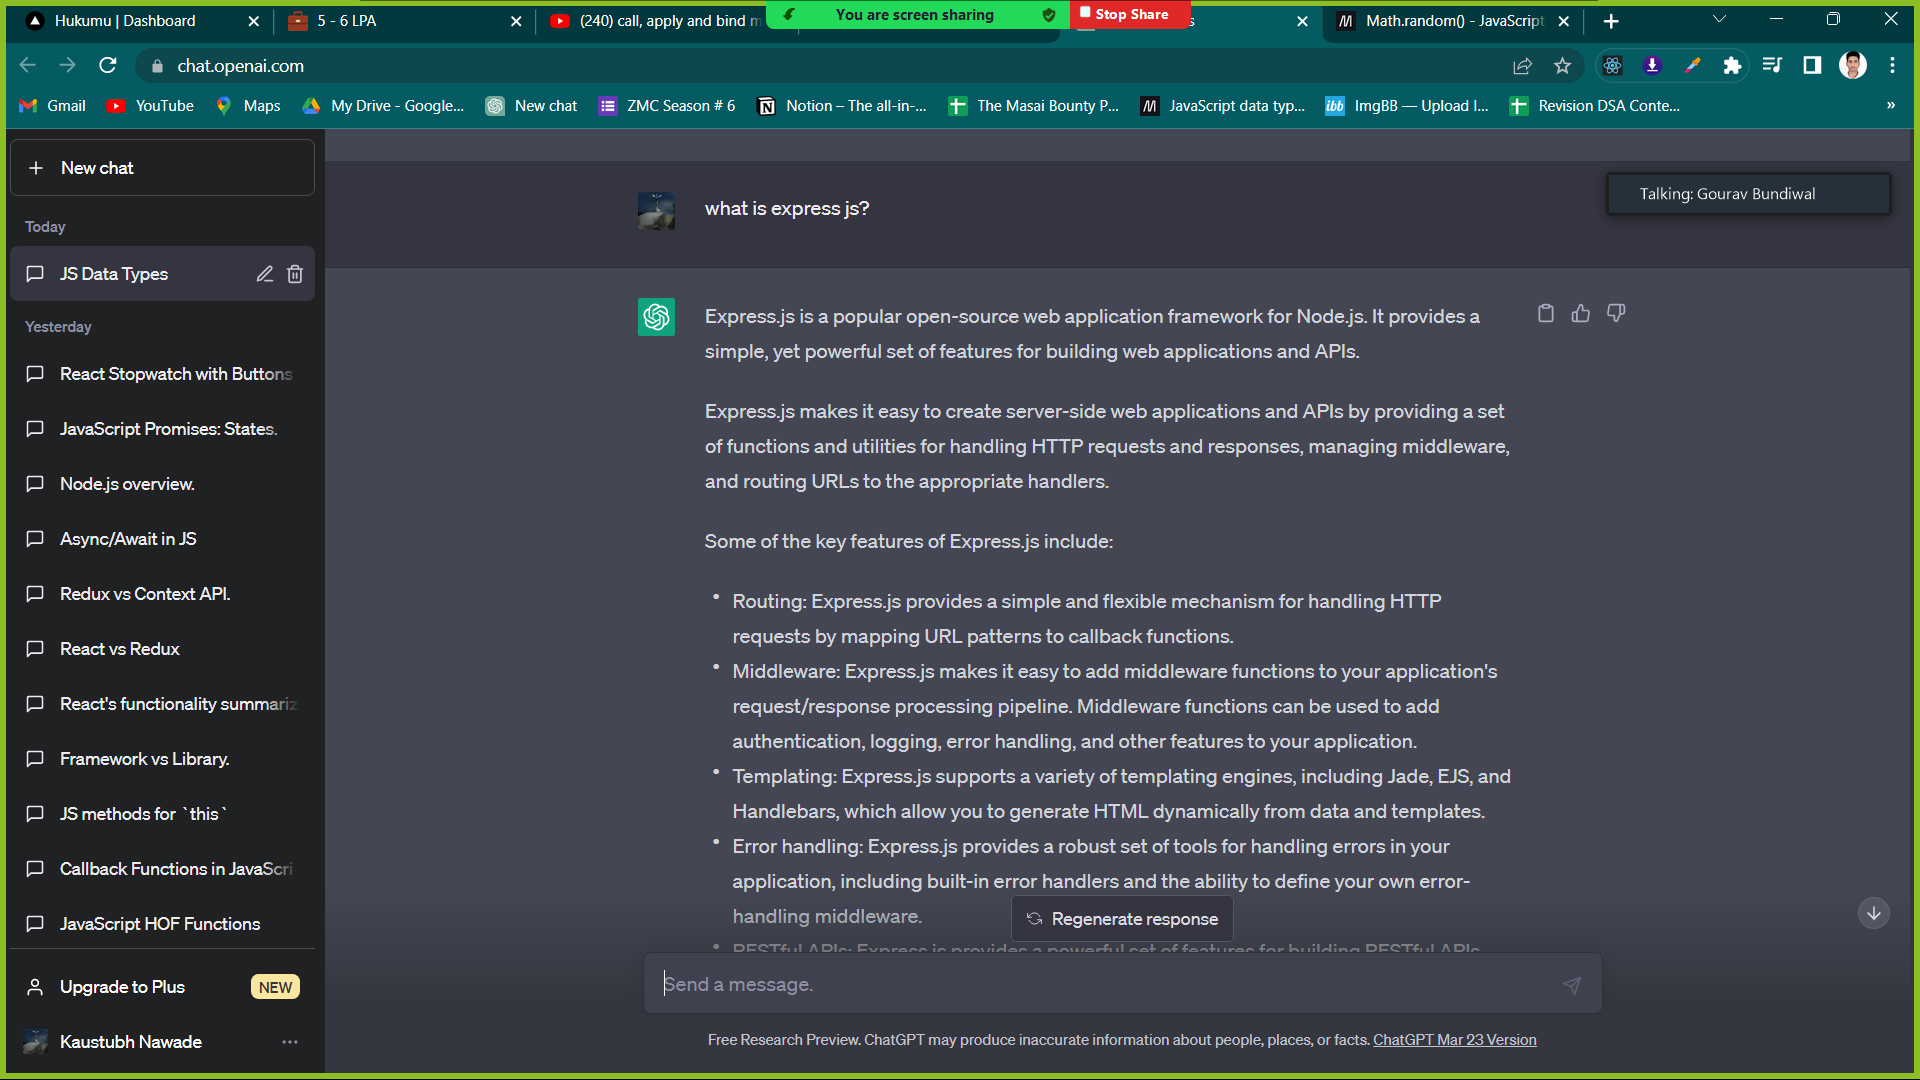 Hukumu | Dashboard
5 - 6 LPA
(240) call, apply and bind m
You are screen sharing
Stop Share
Math.random() - JavaScript
chat.openai.com
Gmail
YouTube
Maps
My Drive - Google...
New chat
ZMC Season # 6
Notion – The all-in-...
The Masai Bounty P...
JavaScript data typ...
ibb
ImgBB — Upload I...
Revision DSA Conte...
»
New chat
Today
JS Data Types
Yesterday
React Stopwatch with Buttons
JavaScript Promises: States.
Node.js overview.
Async/Await in JS
Redux vs Context API.
React vs Redux
React's functionality summariz
Framework vs Library.
JS methods for `this`
Callback Functions in JavaScri
JavaScript HOF Functions
Upgrade to Plus
NEW
Kaustubh Nawade
Talking: Gourav Bundiwal
what is express js?
Express.js is a popular open-source web application framework for Node.js. It provides a
simple, yet powerful set of features for building web applications and APIs.
Express.js makes it easy to create server-side web applications and APIs by providing a set
of functions and utilities for handling HTTP requests and responses, managing middleware,
and routing URLs to the appropriate handlers.
Some of the key features of Express.js include:
• Routing: Express.js provides a simple and flexible mechanism for handling HTTP
requests by mapping URL patterns to callback functions.
• Middleware: Express.js makes it easy to add middleware functions to your application's
request/response processing pipeline. Middleware functions can be used to add
authentication, logging, error handling, and other features to your application.
• Templating: Express.js supports a variety of templating engines, including Jade, EJS, and
Handlebars, which allow you to generate HTML dynamically from data and templates.
• Error handling: Express.js provides a robust set of tools for handling errors in your
application, including built-in error handlers and the ability to define your own error-
handling middleware.
• RESTful APIs: Express.js provides a powerful set of features for building RESTful APIs,
Regenerate response
Send a message.
Free Research Preview. ChatGPT may produce inaccurate information about people, places, or facts. ChatGPT Mar 23 Version